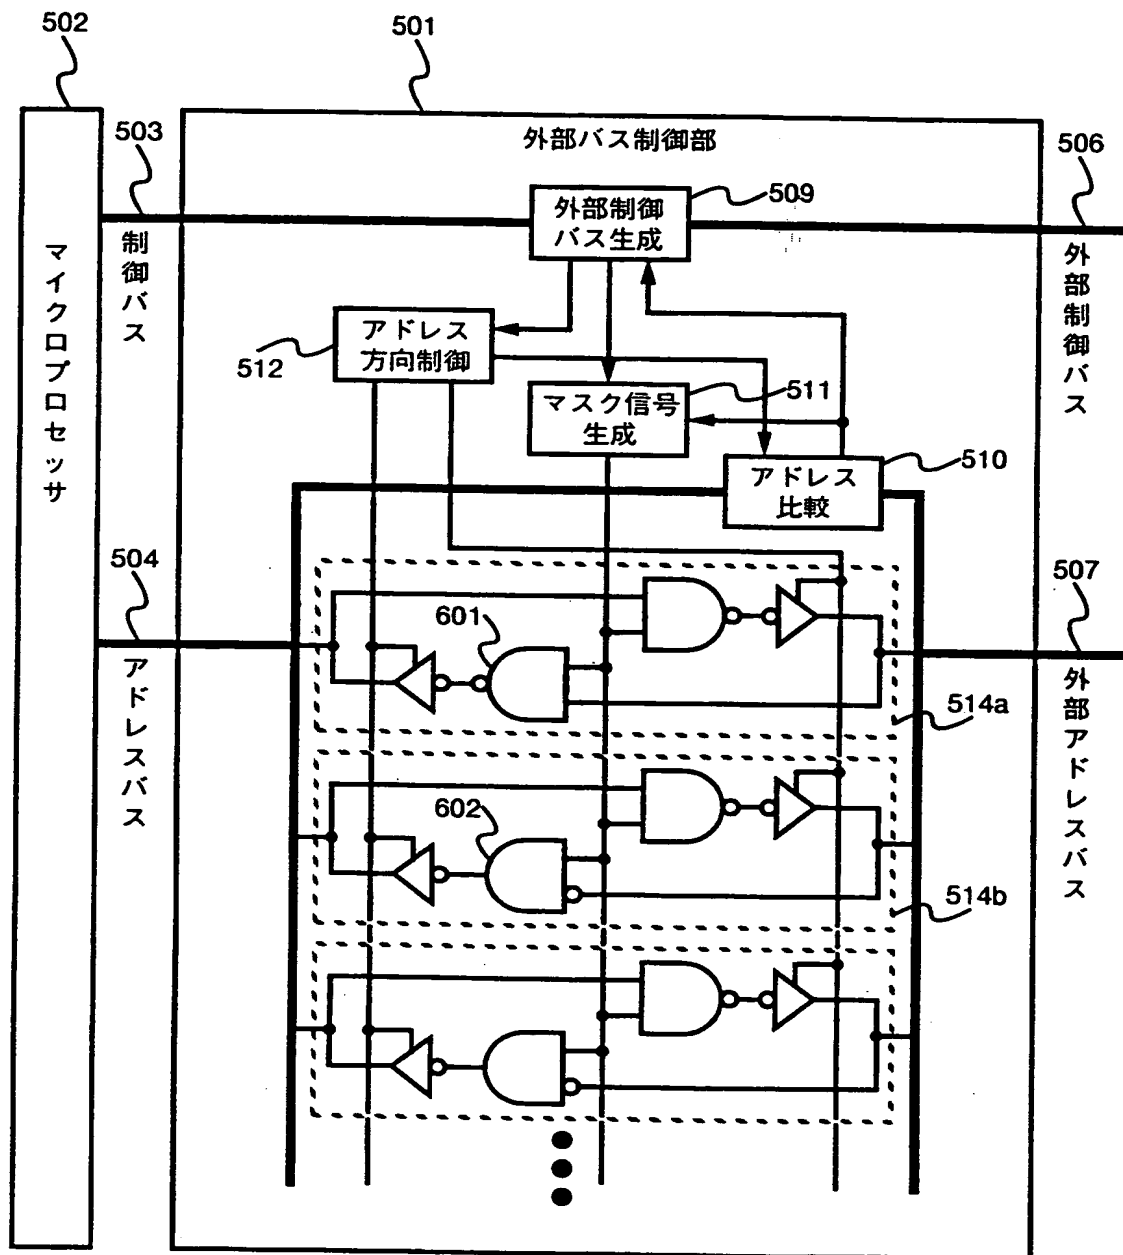 502
501
503
外部バス制御部
506
509
外部制御
バス生成
制御バス
外部制御バス
マイクロプロセッサ
アドレス
方向制御
512
511
マスク信号
生成
510
アドレス
比較
504
507
601
アドレスバス
外部アドレスバス
514a
602
514b